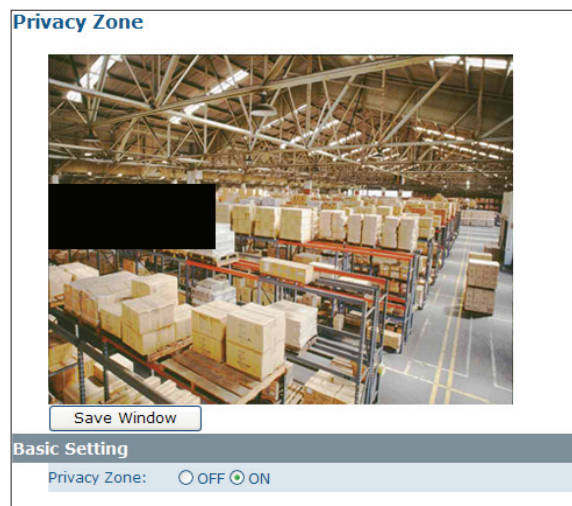 Privacy Zone
Save Window
Basic Setting
Privacy Zone: OFF ON